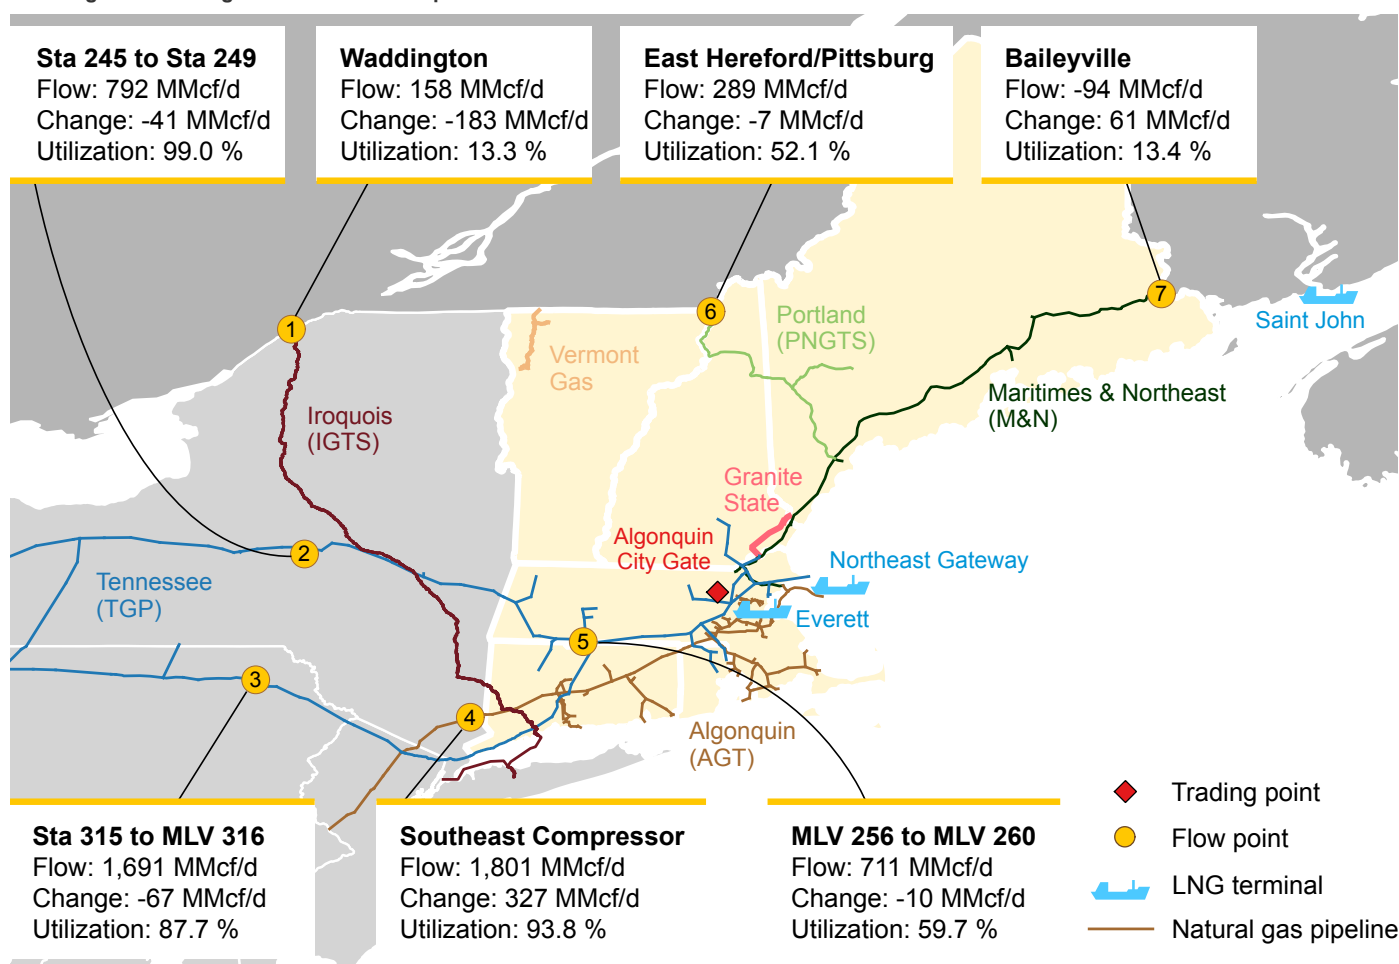 Sta 245 to Sta 249
Flow: 792 MMcf/d
Change: -41 MMcf/d
Utilization: 99.0 %
Waddington
Flow: 158 MMcf/d
Change: -183 MMcf/d
Utilization: 13.3 %
East Hereford/Pittsburg
Flow: 289 MMcf/d
Change: -7 MMcf/d
Utilization: 52.1 %
Baileyville
Flow: -94 MMcf/d
Change: 61 MMcf/d
Utilization: 13.4 %
7
6
1
Saint John
Portland
(PNGTS)
Vermont
Gas
Maritimes & Northeast
(M&N)
Iroquois
(IGTS)
Granite
State
Algonquin
City Gate
2
Northeast Gateway
Tennessee
(TGP)
Everett
5
3
4
Algonquin
(AGT)
Sta 315 to MLV 316
Flow: 1,691 MMcf/d
Change: -67 MMcf/d
Utilization: 87.7 %
Southeast Compressor
Flow: 1,801 MMcf/d
Change: 327 MMcf/d
Utilization: 93.8 %
MLV 256 to MLV 260
Flow: 711 MMcf/d
Change: -10 MMcf/d
Utilization: 59.7 %
Trading point
Flow point
LNG terminal
Natural gas pipeline